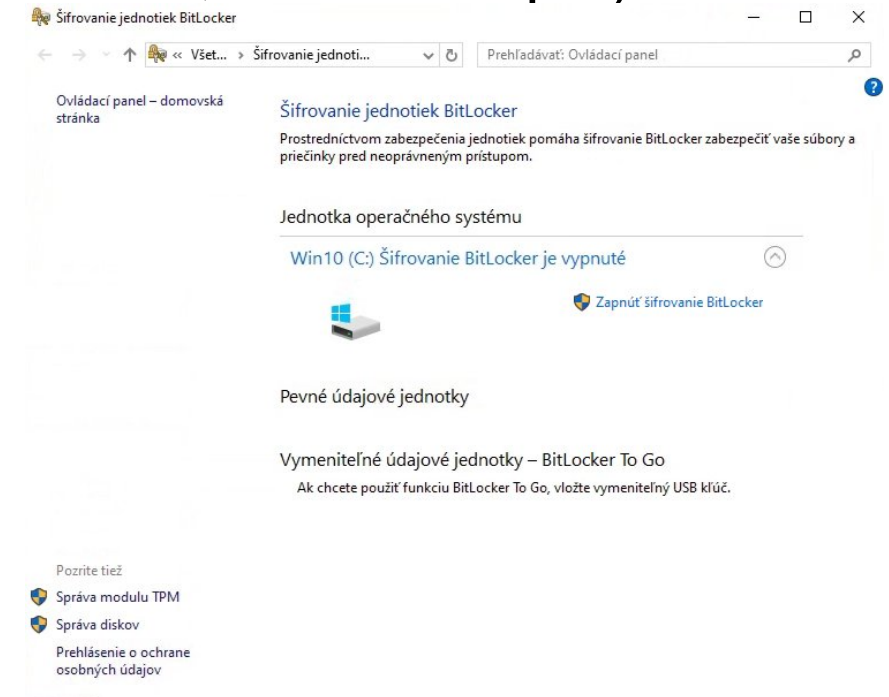 Šifrovanie jednotiek BitLocker
« Všet... › Šifrovanie jednoti...
Prehľadávať: Ovládací panel
Ovládací panel – domovská
stránka
Šifrovanie jednotiek BitLocker
Prostredníctvom zabezpečenia jednotiek pomáha šifrovanie BitLocker zabezpečiť vaše súbory a
priečinky pred neoprávneným prístupom.
Jednotka operačného systému
Win10 (C:) Šifrovanie BitLocker je vypnuté
Zapnúť šifrovanie BitLocker
Pevné údajové jednotky
Vymeniteľné údajové jednotky – BitLocker To Go
Ak chcete použiť funkciu BitLocker To Go, vložte vymeniteľný USB kľúč.
Pozrite tiež
Správa modulu TPM
Správa diskov
Prehlásenie o ochrane
osobných údajov